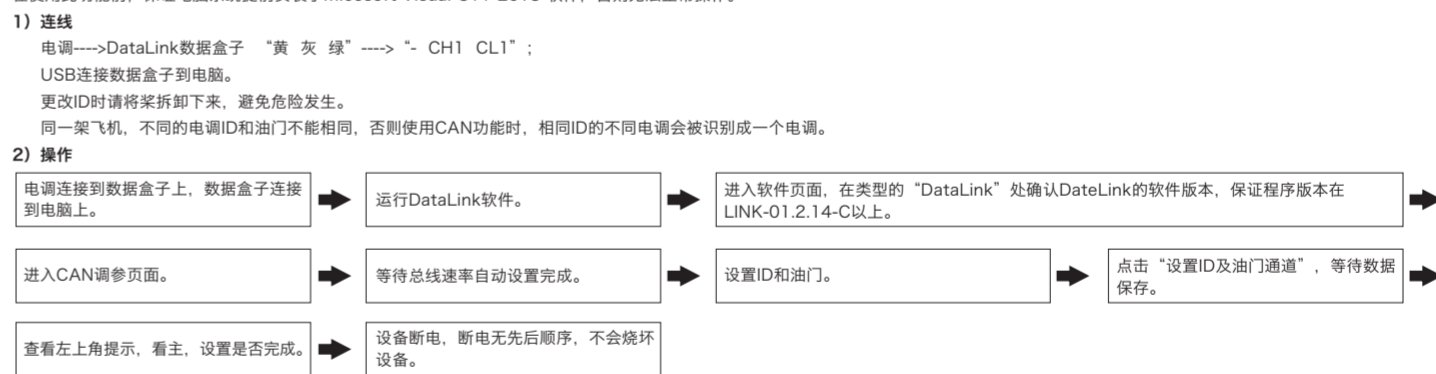 1）连线
电调---->DataLink数据盒子 “黄 灰 绿”---->“- CH1 CL1”；
USB连接数据盒子到电脑。
更改ID时请将桨拆卸下来，避免危险发生。
同一架飞机，不同的电调ID和油门不能相同，否则使用CAN功能时，相同ID的不同电调会被识别成一个电调。
2）操作
电调连接到数据盒子上，数据盒子连接
到电脑上。
运行DataLink软件。
进入软件页面，在类型的“DataLink”处确认DateLink的软件版本，保证程序版本在
LINK-01.2.14-C以上。
进入CAN调参页面。
等待总线速率自动设置完成。
设置ID和油门。
点击“设置ID及油门通道”，等待数据
保存。
查看左上角提示，看主，设置是否完成。
设备断电，断电无先后顺序，不会烧坏
设备。